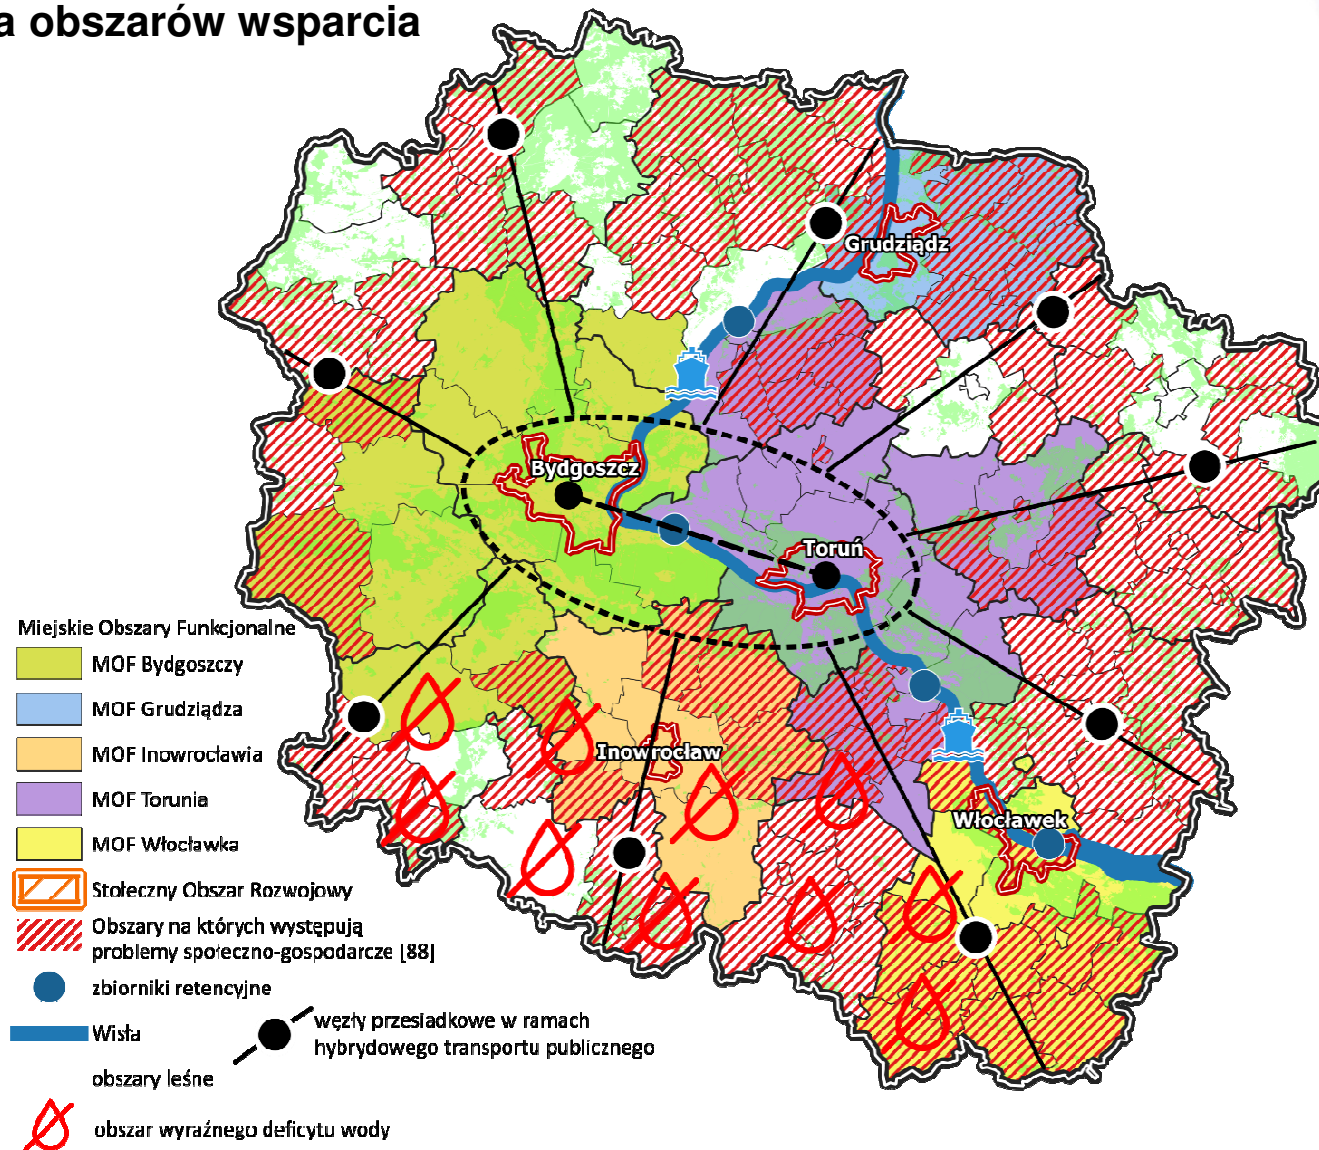 a obszarów wsparcia
Grudziądz
Bydgoszcz
Toruń
Inowrocław
Włocławek
Miejskie Obszary Funkcjonalne
MOF Bydgoszczy
MOF Grudziądza
MOF Inowrocławia
MOF Torunia
MOF Włocławka
Stołeczny Obszar Rozwojowy
Obszary na których występują
problemy społeczno-gospodarcze [88]
zbiorniki retencyjne
Wisła
węzły przesiadkowe w ramach
hybrydowego transportu publicznego
obszary leśne
obszar wyraźnego deficytu wody